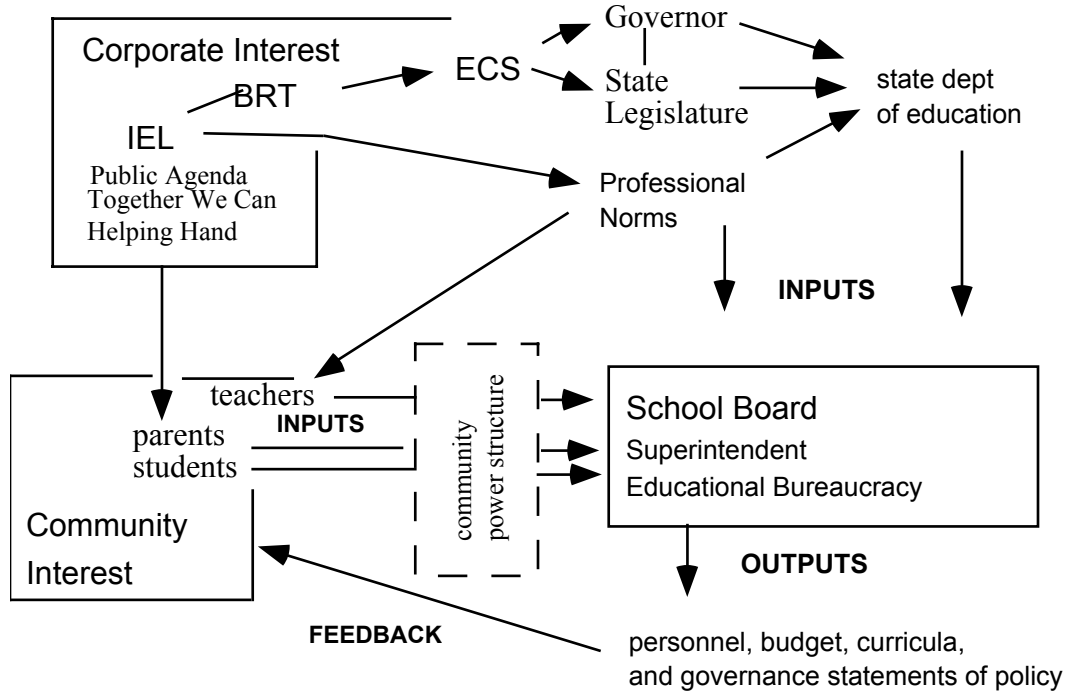 Corporate Interest
BRT
IEL
Public Agenda
Together We Can
Helping Hand
ECS
Governor
State
Legislature
state dept
of education
Professional
Norms
INPUTS
teachers
INPUTS
parents
students
Community
Interest
community
power structure
School Board
Superintendent
Educational Bureaucracy
OUTPUTS
FEEDBACK
personnel, budget, curricula,
and governance statements of policy